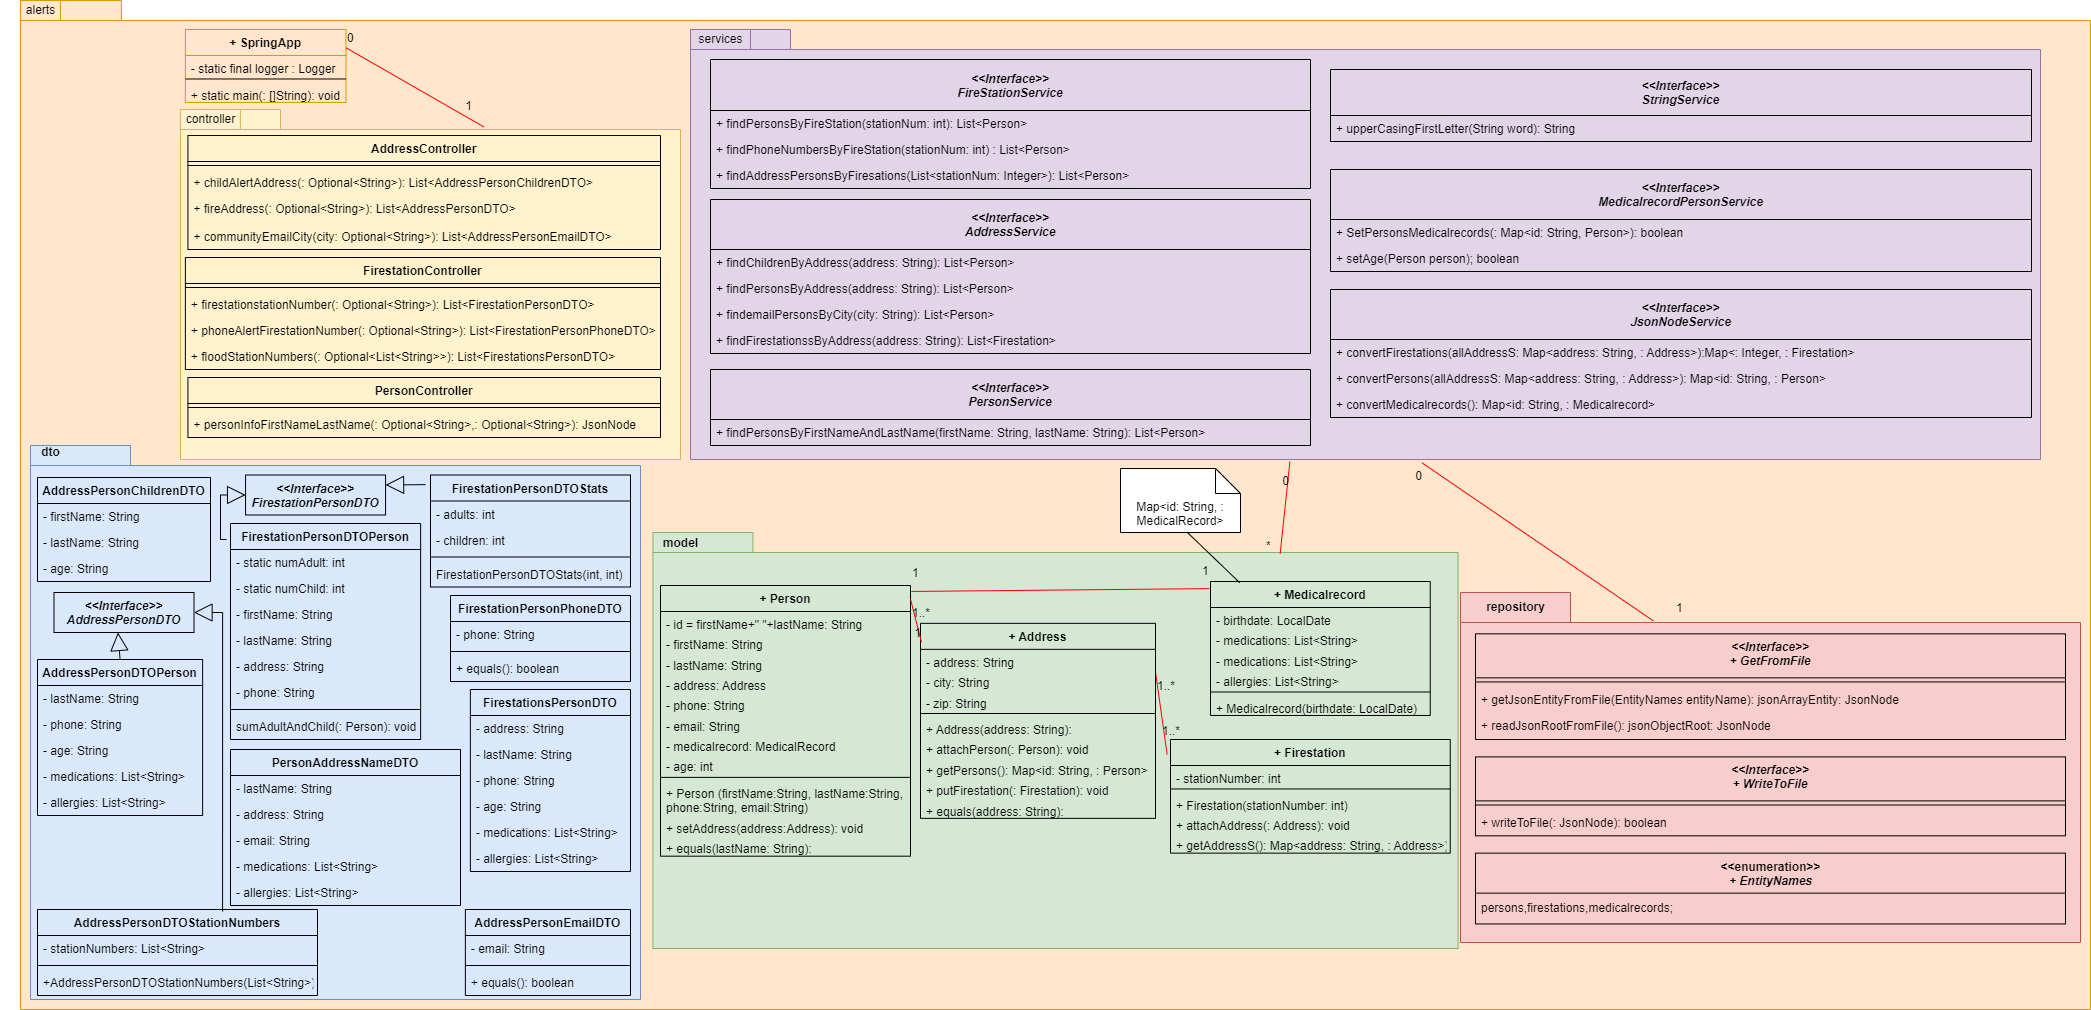 alerts
+ SpringApp
- static final logger : Logger
+ static main(: []String): void
0
1
controller
AddressController
+ childAlertAddress(: Optional<String>): List<AddressPersonChildrenDTO>
+ fireAddress(: Optional<String>): List<AddressPersonDTO>
+ communityEmailCity(city: Optional<String>): List<AddressPersonEmailDTO>
FirestationController
+ firestationstationNumber(: Optional<String>): List<FirestationPersonDTO>
+ phoneAlertFirestationNumber(: Optional<String>): List<FirestationPersonPhoneDTO>
+ floodStationNumbers(: Optional<List<String>>): List<FirestationsPersonDTO>
PersonController
+ personInfoFirstNameLastName(: Optional<String>,: Optional<String>): JsonNode
services
<<Interface>>
FireStationService
+ findPersonsByFireStation(stationNum: int): List<Person>
+ findPhoneNumbersByFireStation(stationNum: int) : List<Person>
+ findAddressPersonsByFiresations(List<stationNum: Integer>): List<Person>
<<Interface>>
AddressService
+ findChildrenByAddress(address: String): List<Person>
+ findPersonsByAddress(address: String): List<Person>
+ findemailPersonsByCity(city: String): List<Person>
+ findFirestationssByAddress(address: String): List<Firestation>
<<Interface>>
PersonService
+ findPersonsByFirstNameAndLastName(firstName: String, lastName: String): List<Person>
<<Interface>>
StringService
+ upperCasingFirstLetter(String word): String
<<Interface>>
MedicalrecordPersonService
+ SetPersonsMedicalrecords(: Map<id: String, Person>): boolean
+ setAge(Person person); boolean
<<Interface>>
JsonNodeService
+ convertFirestations(allAddressS: Map<address: String, : Address>):Map<: Integer, : Firestation>
+ convertPersons(allAddressS: Map<address: String, : Address>): Map<id: String, : Person>
+ convertMedicalrecords(): Map<id: String, : Medicalrecord>
0
*
0
1
dto
AddressPersonChildrenDTO
- firstName: String
- lastName: String
- age: String
<<Interface>>
FirestationPersonDTO
FirestationPersonDTOStats
- adults: int
- children: int
FirestationPersonDTOStats(int, int)
FirestationPersonDTOPerson
- static numAdult: int
- static numChild: int
- firstName: String
- lastName: String
- address: String
- phone: String
sumAdultAndChild(: Person): void
<<Interface>>
AddressPersonDTO
FirestationPersonPhoneDTO
- phone: String
+ equals(): boolean
AddressPersonDTOPerson
- lastName: String
- phone: String
- age: String
- medications: List<String>
- allergies: List<String>
FirestationsPersonDTO
- address: String
- lastName: String
- phone: String
- age: String
- medications: List<String>
- allergies: List<String>
PersonAddressNameDTO
- lastName: String
- address: String
- email: String
- medications: List<String>
- allergies: List<String>
AddressPersonDTOStationNumbers
- stationNumbers: List<String>
+AddressPersonDTOStationNumbers(List<String>)
AddressPersonEmailDTO
- email: String
+ equals(): boolean
Map<id: String, :
MedicalRecord>
model
1
1
+ Person
- id = firstName+" "+lastName: String
- firstName: String
- lastName: String
- address: Address
- phone: String
- email: String
- medicalrecord: MedicalRecord
- age: int
+ Person (firstName:String, lastName:String,
phone:String, email:String)
+ setAddress(address:Address): void
+ equals(lastName: String):
1..*
1
+ Address
- address: String
- city: String
- zip: String
+ Address(address: String):
+ attachPerson(: Person): void
+ getPersons(): Map<id: String, : Person>
+ putFirestation(: Firestation): void
+ equals(address: String):
+ Medicalrecord
- birthdate: LocalDate
- medications: List<String>
- medications: List<String>
- allergies: List<String>
+ Medicalrecord(birthdate: LocalDate)
1..*
1..*
+ Firestation
- stationNumber: int
+ Firestation(stationNumber: int)
+ attachAddress(: Address): void
+ getAddressS(): Map<address: String, : Address>)
repository
<<Interface>>
+ GetFromFile
+ getJsonEntityFromFile(EntityNames entityName): jsonArrayEntity: JsonNode
+ readJsonRootFromFile(): jsonObjectRoot: JsonNode
<<Interface>>
+ WriteToFile
+ writeToFile(: JsonNode): boolean
<<enumeration>>
+ EntityNames
persons,firestations,medicalrecords;